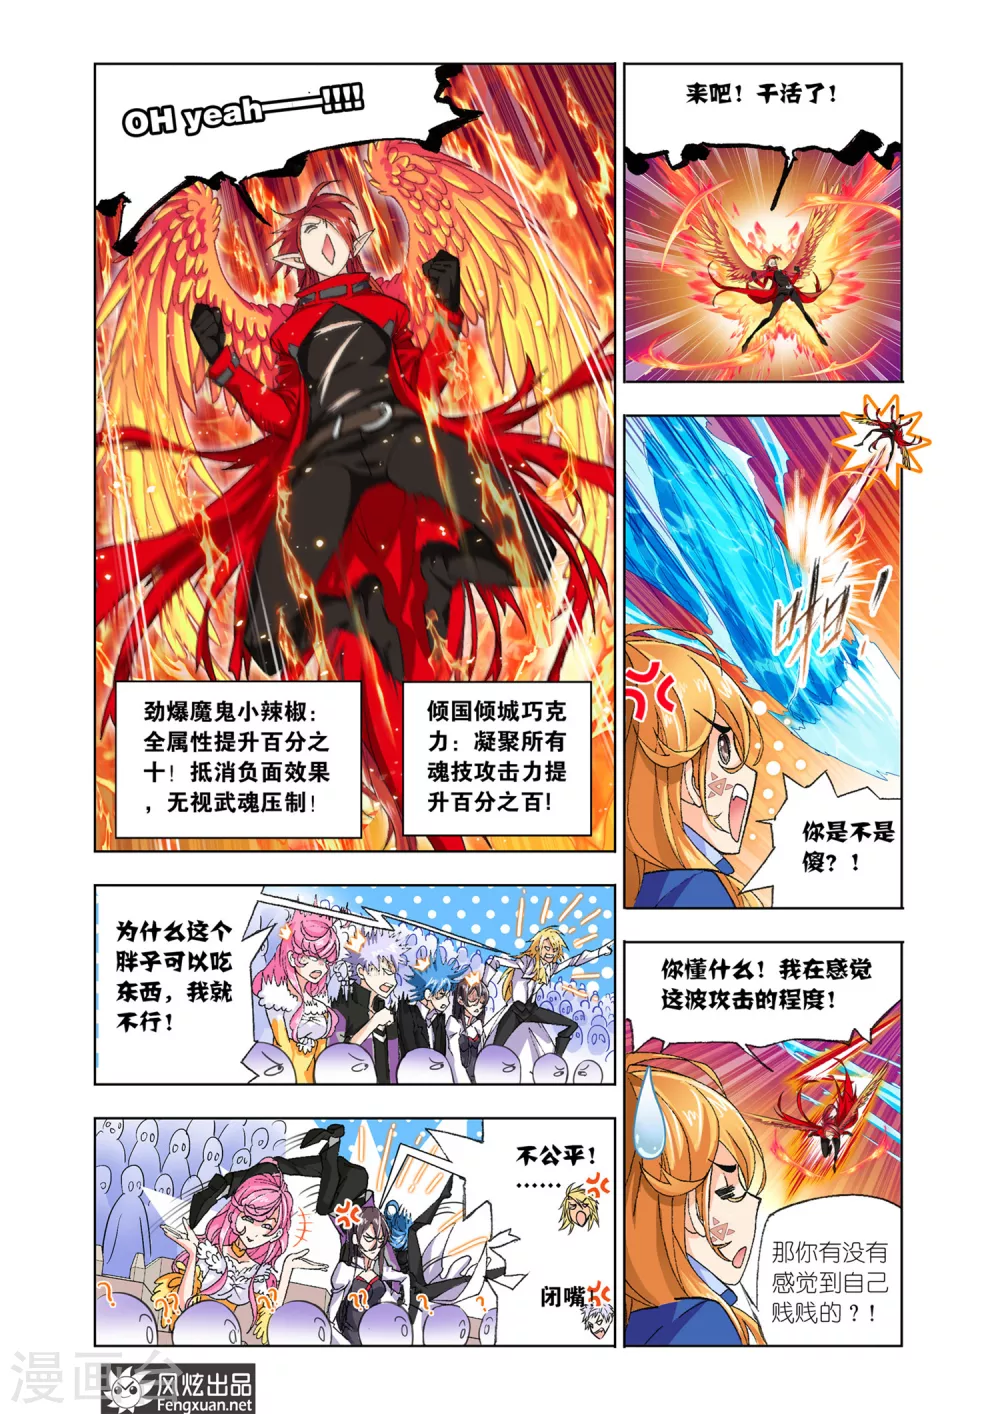 OH yeah——!!!!
劲爆魔鬼小辣椒：
全属性提升百分之
十！抵消负面效果
，无视武魂压制！
倾国倾城巧克
力：凝聚所有
魂技攻击力提
升百分之百！
来吧！干活了！
啪！
你是不是
傻？！
你懂什么！我在感觉
这波攻击的程度！
那你有没有
感觉到自己
贱贱的？！
为什么这个
胖子可以吃
东西，我就
不行！
不公平！
……
闭嘴！
?
??
??
?
漫画台
风炫出品
Fengxuan.net